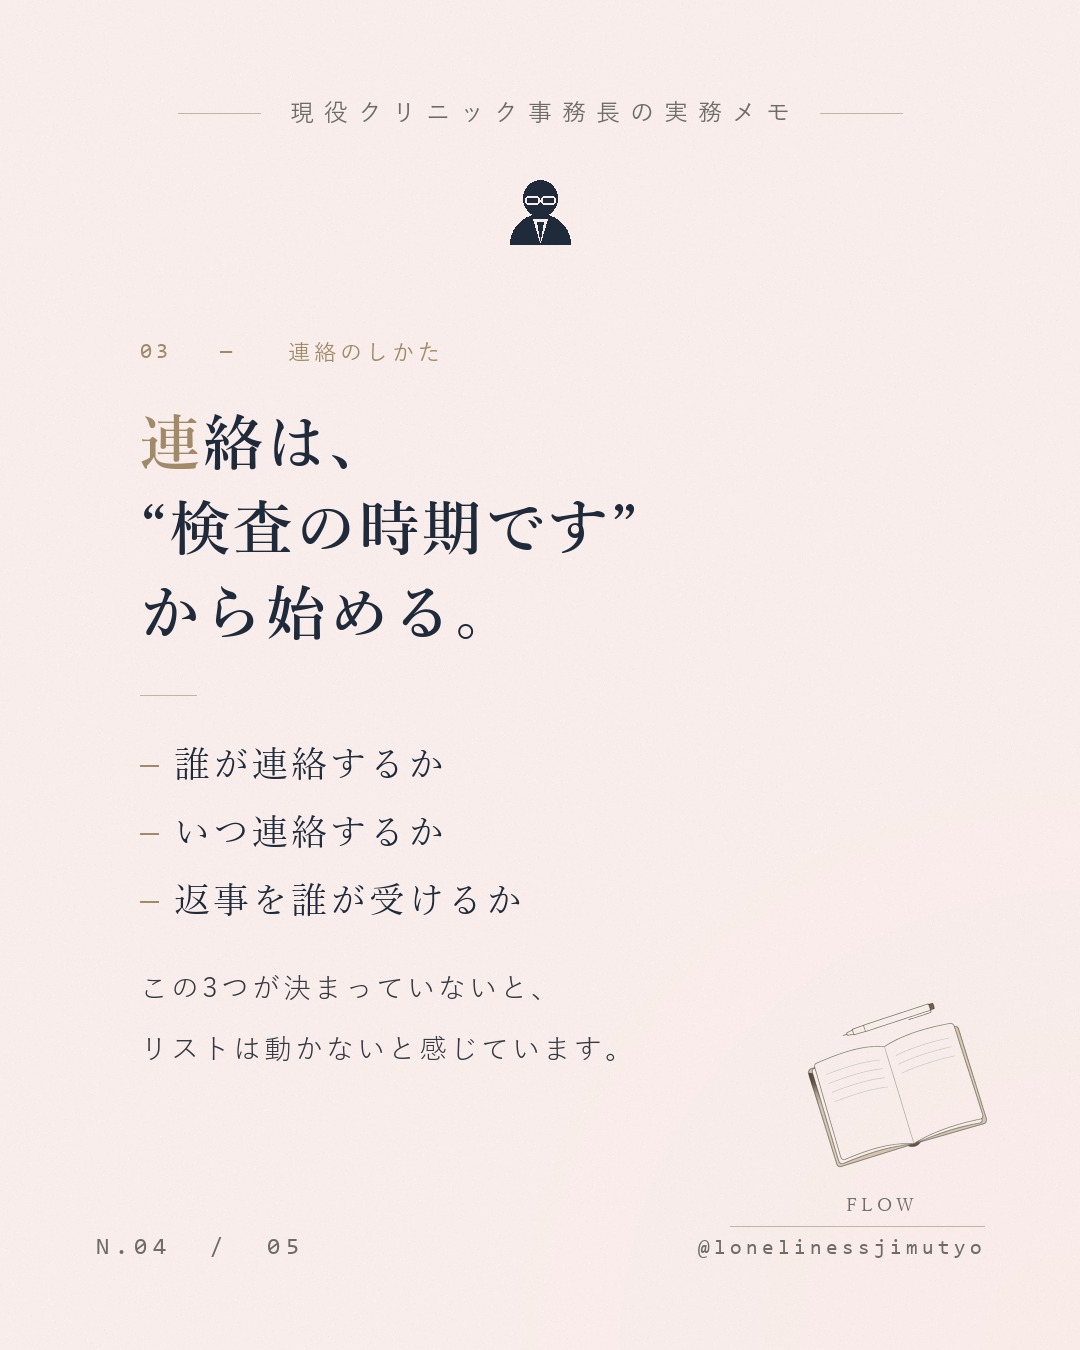 現役クリニック事務長の実務メモ
03 — 連絡のしかた
連絡は、
“検査の時期です”
から始める。
— 誰が連絡するか
— いつ連絡するか
— 返事を誰が受けるか
この3つが決まっていないと、
リストは動かないと感じています。
FLOW
N.04 / 05
@lonelinessjimutyo